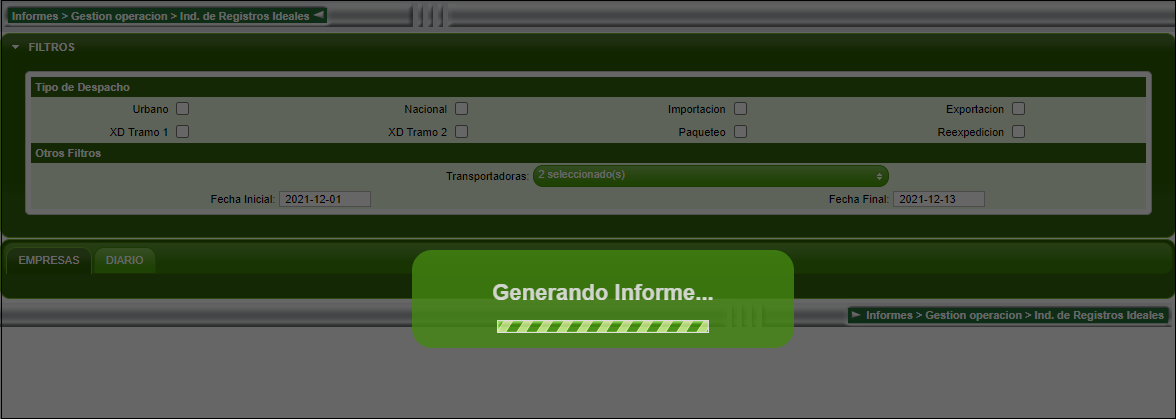 Informes > Gestion operacion > Ind. de Registros Ideales
FILTROS
Tipo de Despacho
Urbano Nacional Importacion Exportacion
XD Tramo 1 XD Tramo 2 Paqueteo Reexpedicion
Otros Filtros
Transportadoras: 2 seleccionado(s)
Fecha Inicial: 2021-12-01 Fecha Final: 2021-12-13
EMPRESAS DIARIO
Generando Informe...
Informes > Gestion operacion > Ind. de Registros Ideales